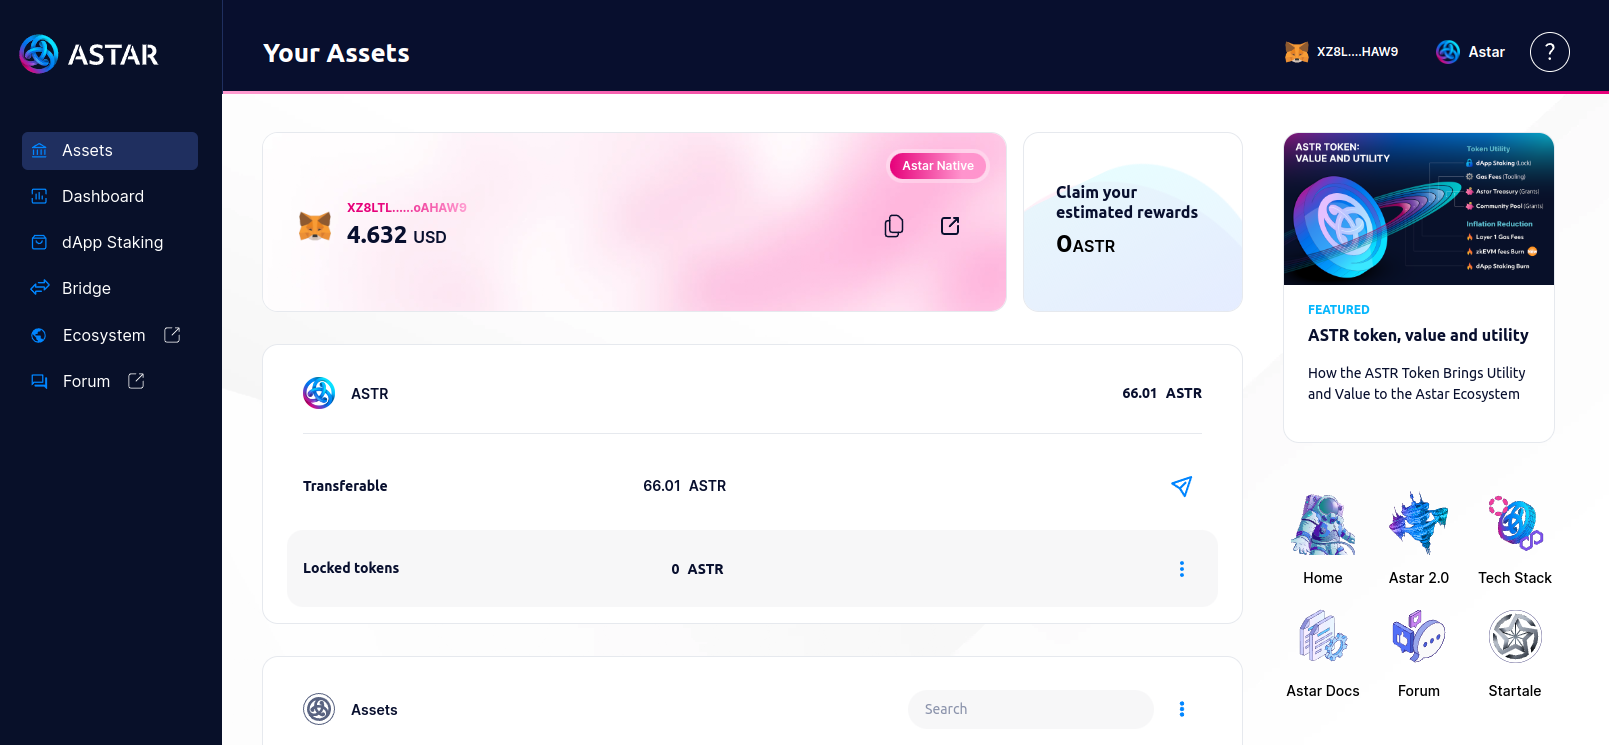 ASTAR
Your Assets
XZ8L....HAW9
Astar
?
Assets
Dashboard
dApp Staking
Bridge
Ecosystem
Forum
Astar Native
XZ8LTL......oAHAW9
4.632 USD
Claim your
estimated rewards
0ASTR
ASTR TOKEN:
VALUE AND UTILITY
Token Utility
dApp Staking (Lock)
Gas Fees (Tooling)
Astar Treasury (Grants)
Community Pool (Grants)
Inflation Reduction
Layer 1 Gas Fees
zkEVM fees Burn
dApp Staking Burn
FEATURED
ASTR token, value and utility
How the ASTR Token Brings Utility
and Value to the Astar Ecosystem
ASTR
66.01 ASTR
Transferable
66.01 ASTR
Locked tokens
0 ASTR
Assets
Search
Home
Astar 2.0
Tech Stack
Astar Docs
Forum
Startale